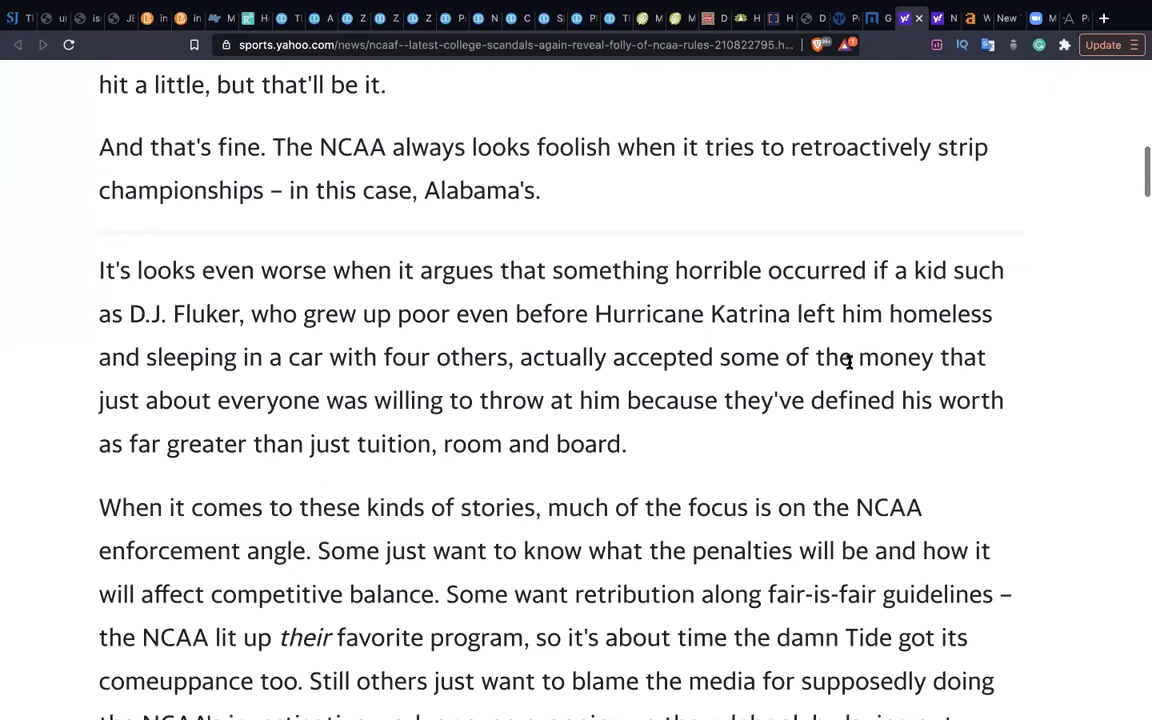 sports.yahoo.com/news/ncaaf--latest-college-scandals-again-reveal-folly-of-ncaa-rules-210822795.h...
Update
hit a little, but that'll be it.
And that's fine. The NCAA always looks foolish when it tries to retroactively strip
championships – in this case, Alabama's.
It's looks even worse when it argues that something horrible occurred if a kid such
as D.J. Fluker, who grew up poor even before Hurricane Katrina left him homeless
and sleeping in a car with four others, actually accepted some of the money that
just about everyone was willing to throw at him because they've defined his worth
as far greater than just tuition, room and board.
When it comes to these kinds of stories, much of the focus is on the NCAA
enforcement angle. Some just want to know what the penalties will be and how it
will affect competitive balance. Some want retribution along fair-is-fair guidelines –
the NCAA lit up their favorite program, so it's about time the damn Tide got its
comeuppance too. Still others just want to blame the media for supposedly doing